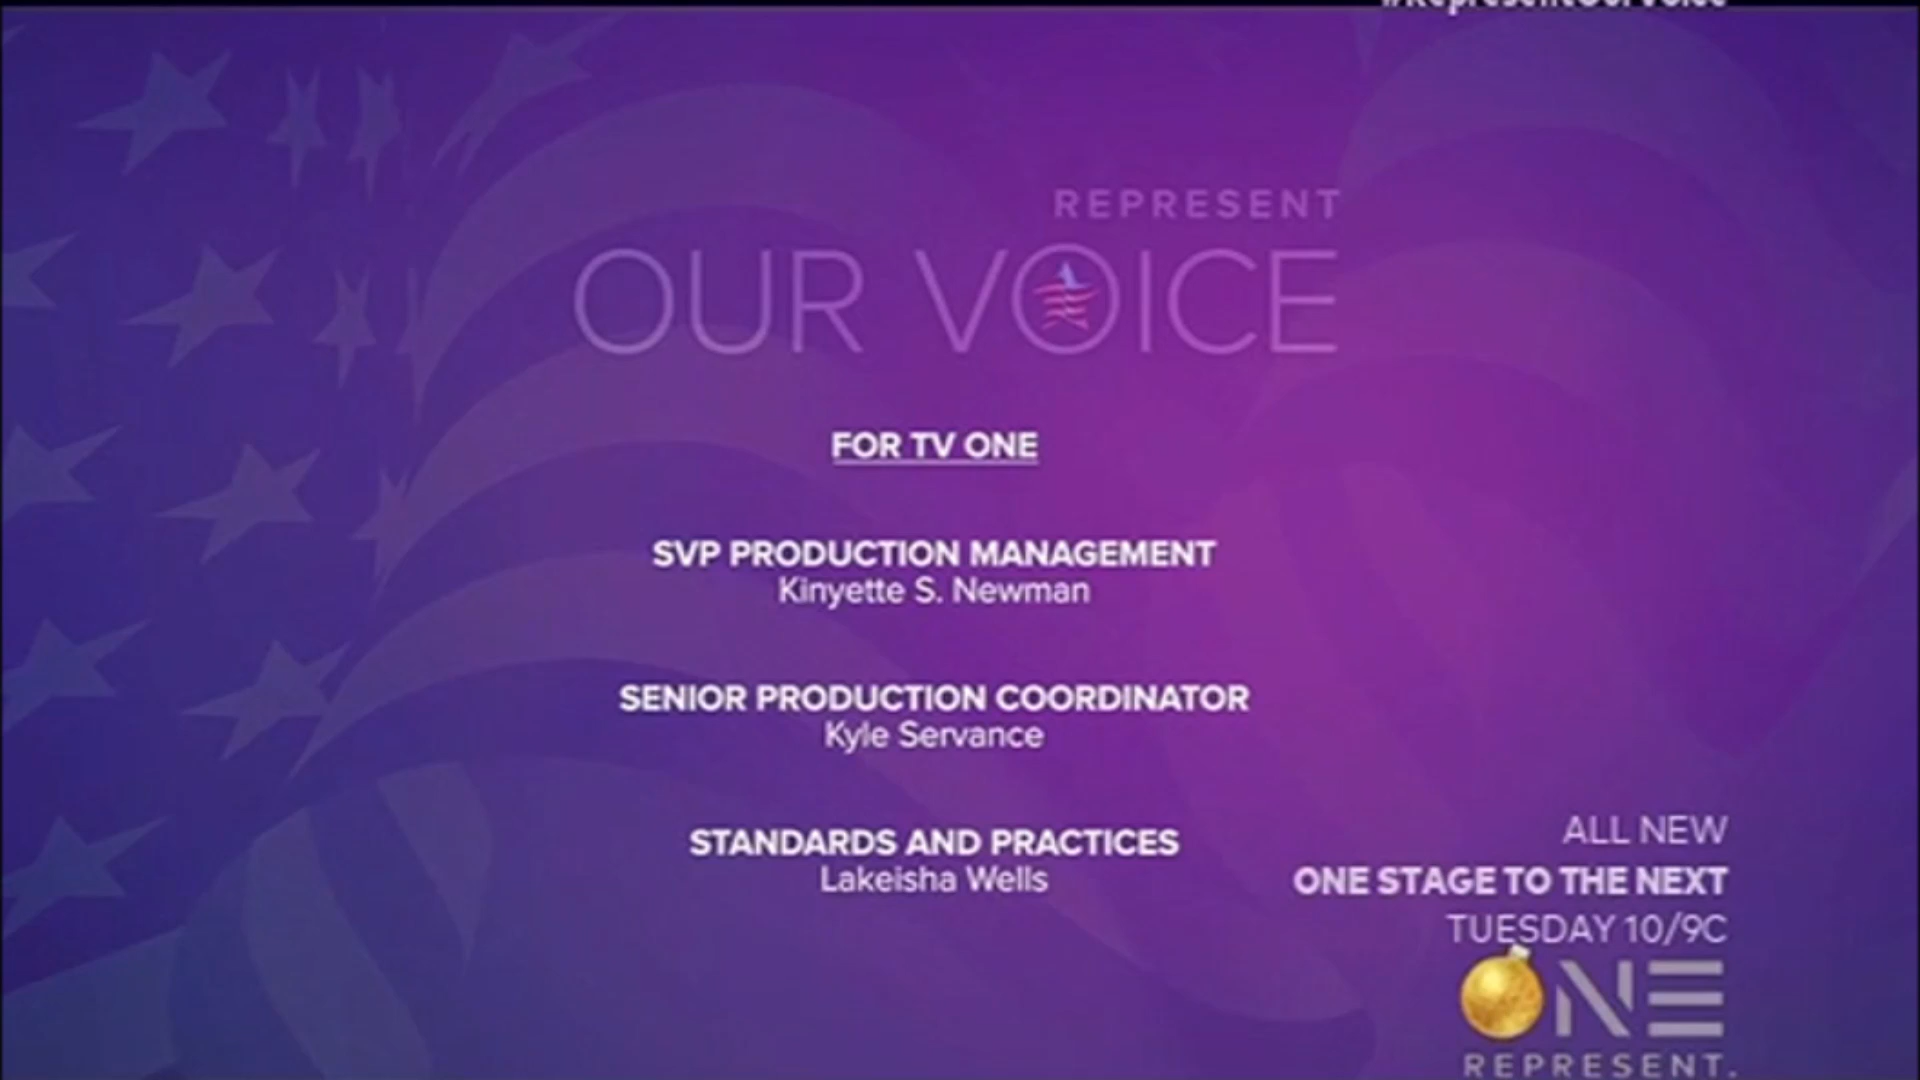 #RepresentOurVoice
REPRESENT
OUR VOICE
FOR TV ONE
SVP PRODUCTION MANAGEMENT
Kinyette S. Newman
SENIOR PRODUCTION COORDINATOR
Kyle Servance
STANDARDS AND PRACTICES
Lakeisha Wells
ALL NEW
ONE STAGE TO THE NEXT
TUESDAY 10/9C
ONE
REPRESENT.